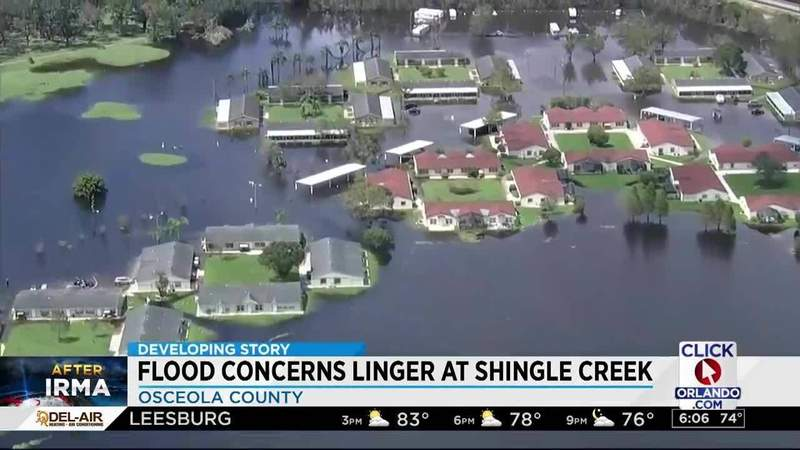 DEVELOPING STORY
AFTER
IRMA
FLOOD CONCERNS LINGER AT SHINGLE CREEK
OSCEOLA COUNTY
CLICK
ORLANDO
.COM
DEL-AIR
HEATING • AIR CONDITIONING
LEESBURG
3PM 83° 6PM 78° 9PM 76°
6:06 74°